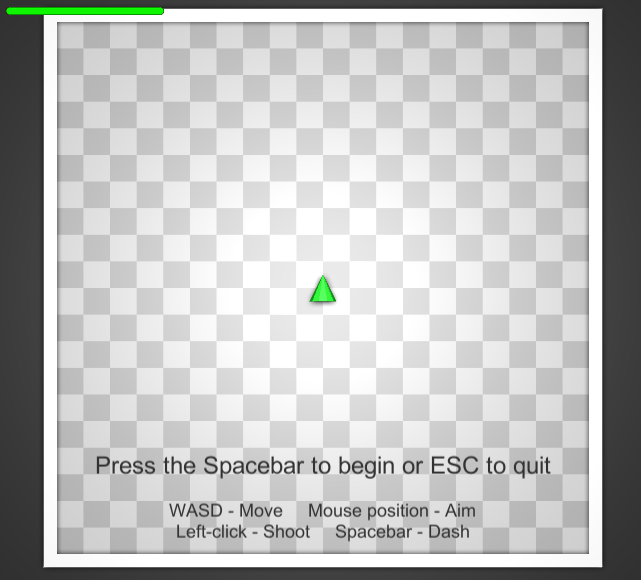 Press the Spacebar to begin or ESC to quit
WASD - Move Mouse position - Aim
Left-click - Shoot Spacebar - Dash